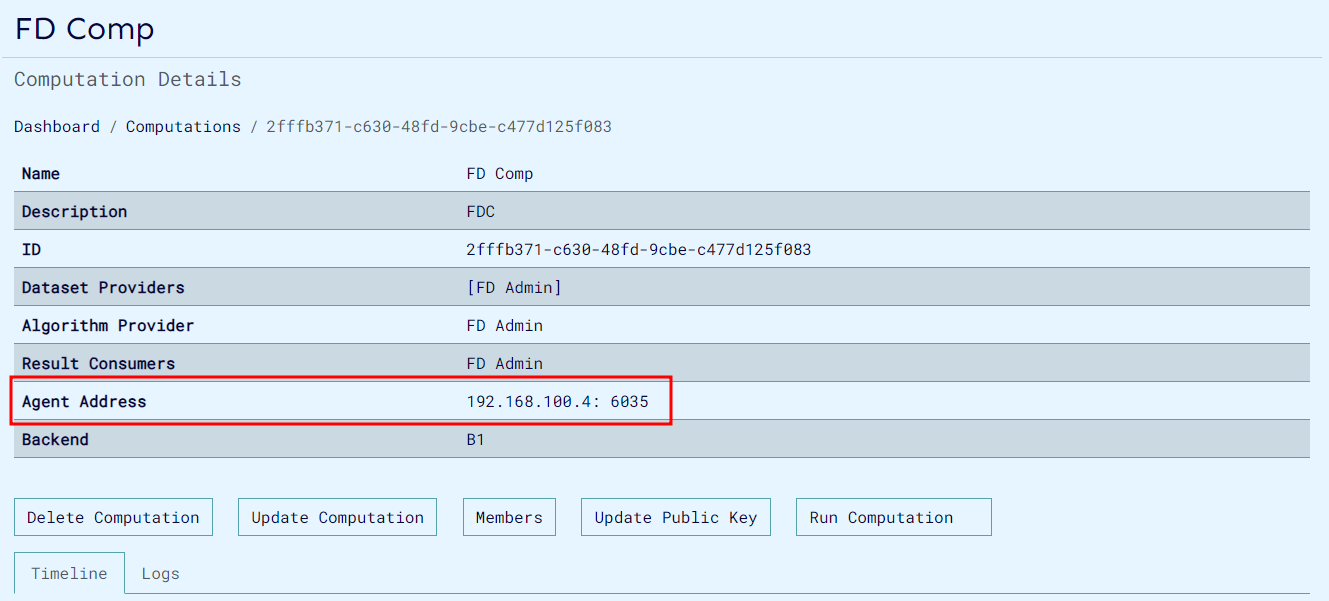 FD Comp
Computation Details
Dashboard / Computations / 2fffb371-c630-48fd-9cbe-c477d125f083
Name FD Comp
Description FDC
ID 2fffb371-c630-48fd-9cbe-c477d125f083
Dataset Providers [FD Admin]
Algorithm Provider FD Admin
Result Consumers FD Admin
Agent Address 192.168.100.4: 6035
Backend B1
Delete Computation Update Computation Members Update Public Key Run Computation
Timeline Logs